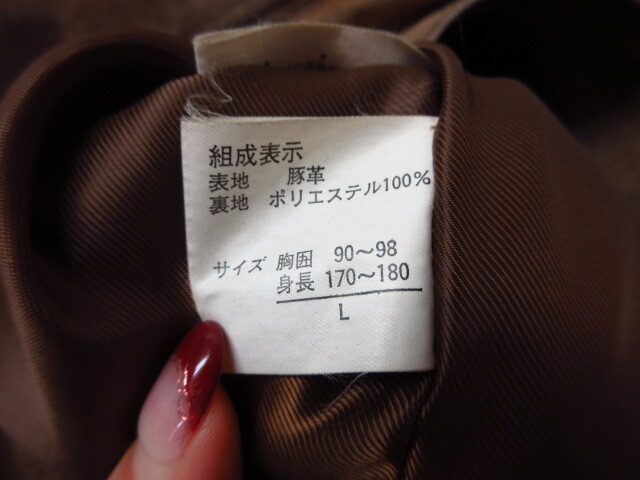 組成表示
表地 豚革
裏地 ポリエステル100%
サイズ 胸囲 90～98
身長 170～180
L